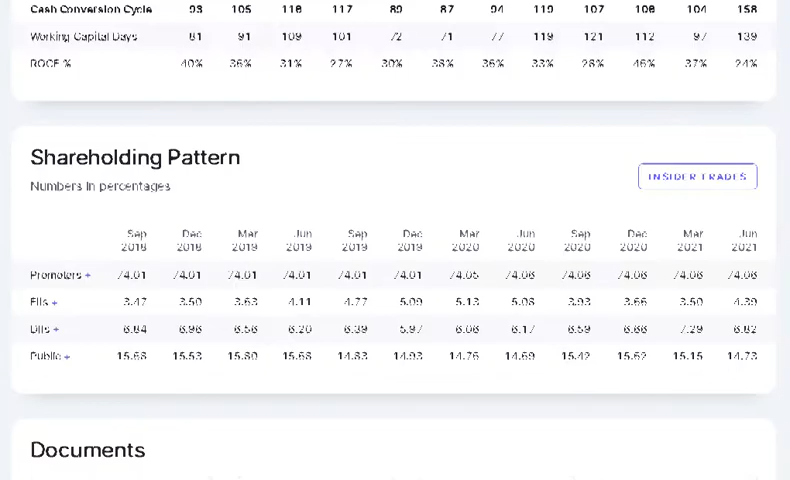 Cash Conversion Cycle 93 105 116 117 89 87 94 119 107 106 104 158
Working Capital Days 81 91 109 101 72 71 77 119 121 112 97 139
ROCE % 40% 36% 31% 27% 30% 38% 36% 33% 28% 46% 37% 24%
Shareholding Pattern
Numbers in percentages
INSIDER TRADES
Sep 2018 Dec 2018 Mar 2019 Jun 2019 Sep 2019 Dec 2019 Mar 2020 Jun 2020 Sep 2020 Dec 2020 Mar 2021 Jun 2021
Promoters + 74.01 74.01 74.01 74.01 74.01 74.01 74.05 74.06 74.06 74.06 74.06 74.06
FIIs + 3.47 3.50 3.63 4.11 4.77 5.09 5.13 5.08 3.93 3.66 3.50 4.39
DIIs + 6.84 6.96 6.56 6.20 6.39 5.97 6.06 6.17 6.59 6.66 7.29 6.82
Public + 15.68 15.53 15.80 15.68 14.83 14.93 14.76 14.69 15.42 15.62 15.15 14.73
Documents